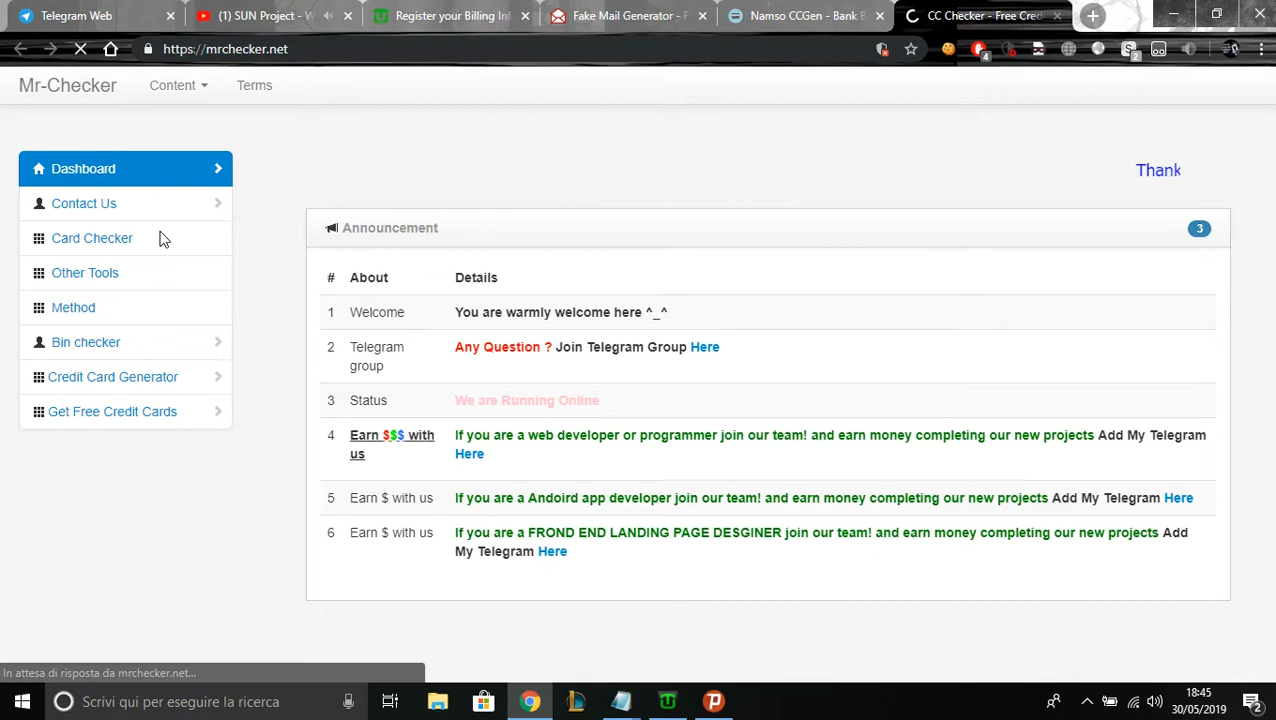 Telegram Web
(1) SUN Project -
Register your Billing In
Fake Mail Generator -
Namso CCGen - Bank B
CC Checker - Free Cred
https://mrchecker.net
4
2
Mr-Checker Content Terms
Dashboard
Contact Us
Card Checker
Other Tools
Method
Bin checker
Credit Card Generator
Get Free Credit Cards
Thank
Announcement 3
# About Details
1 Welcome You are warmly welcome here ^_^
2 Telegram group Any Question ? Join Telegram Group Here
3 Status We are Running Online
4 Earn $$$ with us If you are a web developer or programmer join our team! and earn money completing our new projects Add My Telegram
Here
5 Earn $ with us If you are a Andoird app developer join our team! and earn money completing our new projects Add My Telegram Here
6 Earn $ with us If you are a FROND END LANDING PAGE DESGINER join our team! and earn money completing our new projects Add
My Telegram Here
In attesa di risposta da mrchecker.net...
Scrivi qui per eseguire la ricerca
18:45
30/05/2019
2